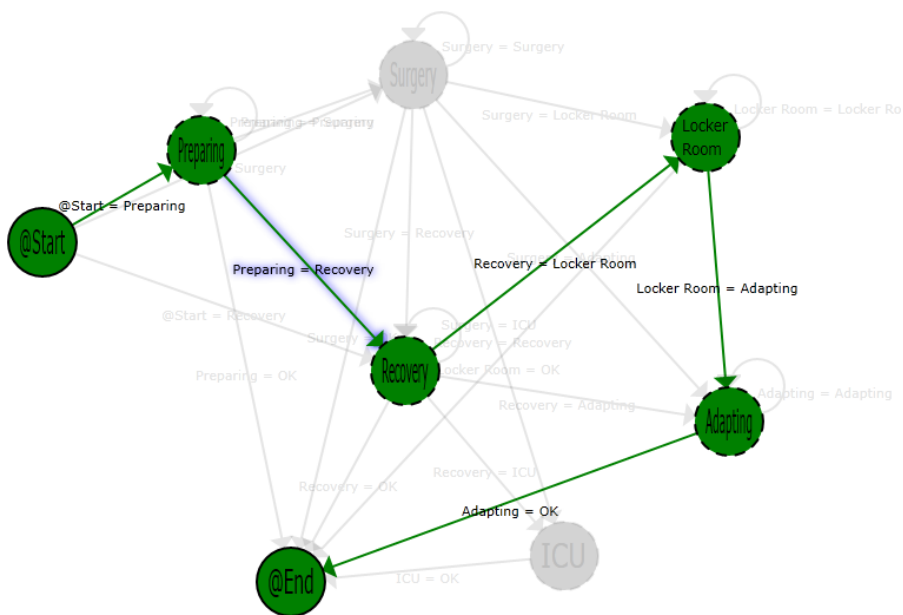 Surgery = Surgery
Surgery
Locker Room = Locker Ro
Surgery = Locker Room
Locker
Room
Preparing
Surgery
@Start = Preparing
@Start
Surgery = Recovery
Preparing = Recovery
Recovery = Locker Room
Locker Room = Adapting
@Start = Recovery
Surgery = ICU
Surgery
Recovery = Recovery
Recovery
Locker Room = OK
Preparing = OK
Adapting = Adapting
Recovery = Adapting
Adapting
Recovery = ICU
Recovery = OK
Adapting = OK
ICU
@End
ICU = OK